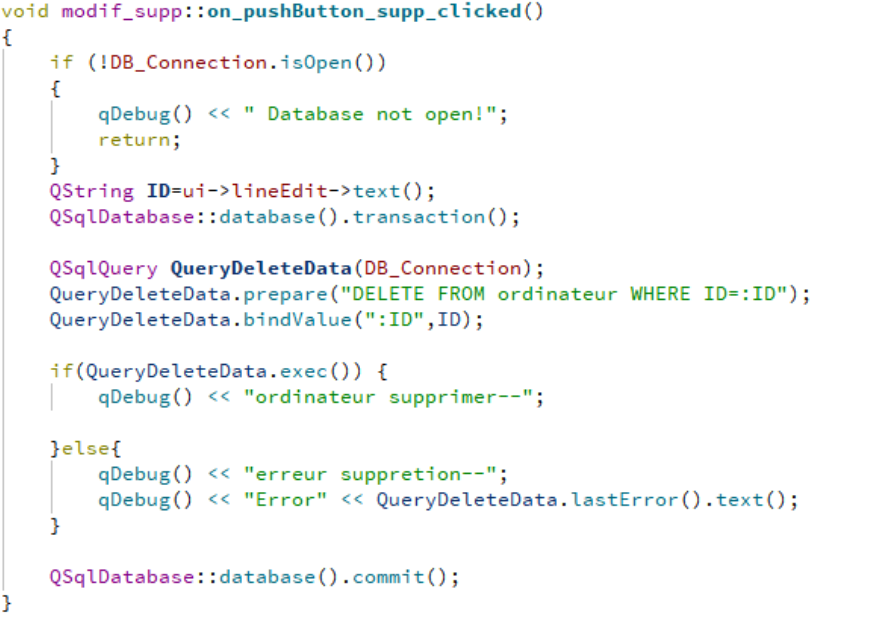 void modif_supp::on_pushButton_supp_clicked()
{
    if (!DB_Connection.isOpen())
    {
        qDebug() << " Database not open!";
        return;
    }
    QString ID=ui->lineEdit->text();
    QSqlDatabase::database().transaction();

    QSqlQuery QueryDeleteData(DB_Connection);
    QueryDeleteData.prepare("DELETE FROM ordinateur WHERE ID=:ID");
    QueryDeleteData.bindValue(":ID",ID);

    if(QueryDeleteData.exec()) {
        qDebug() << "ordinateur supprimer--";

    }else{
        qDebug() << "erreur suppretion--";
        qDebug() << "Error" << QueryDeleteData.lastError().text();
    }

    QSqlDatabase::database().commit();
}